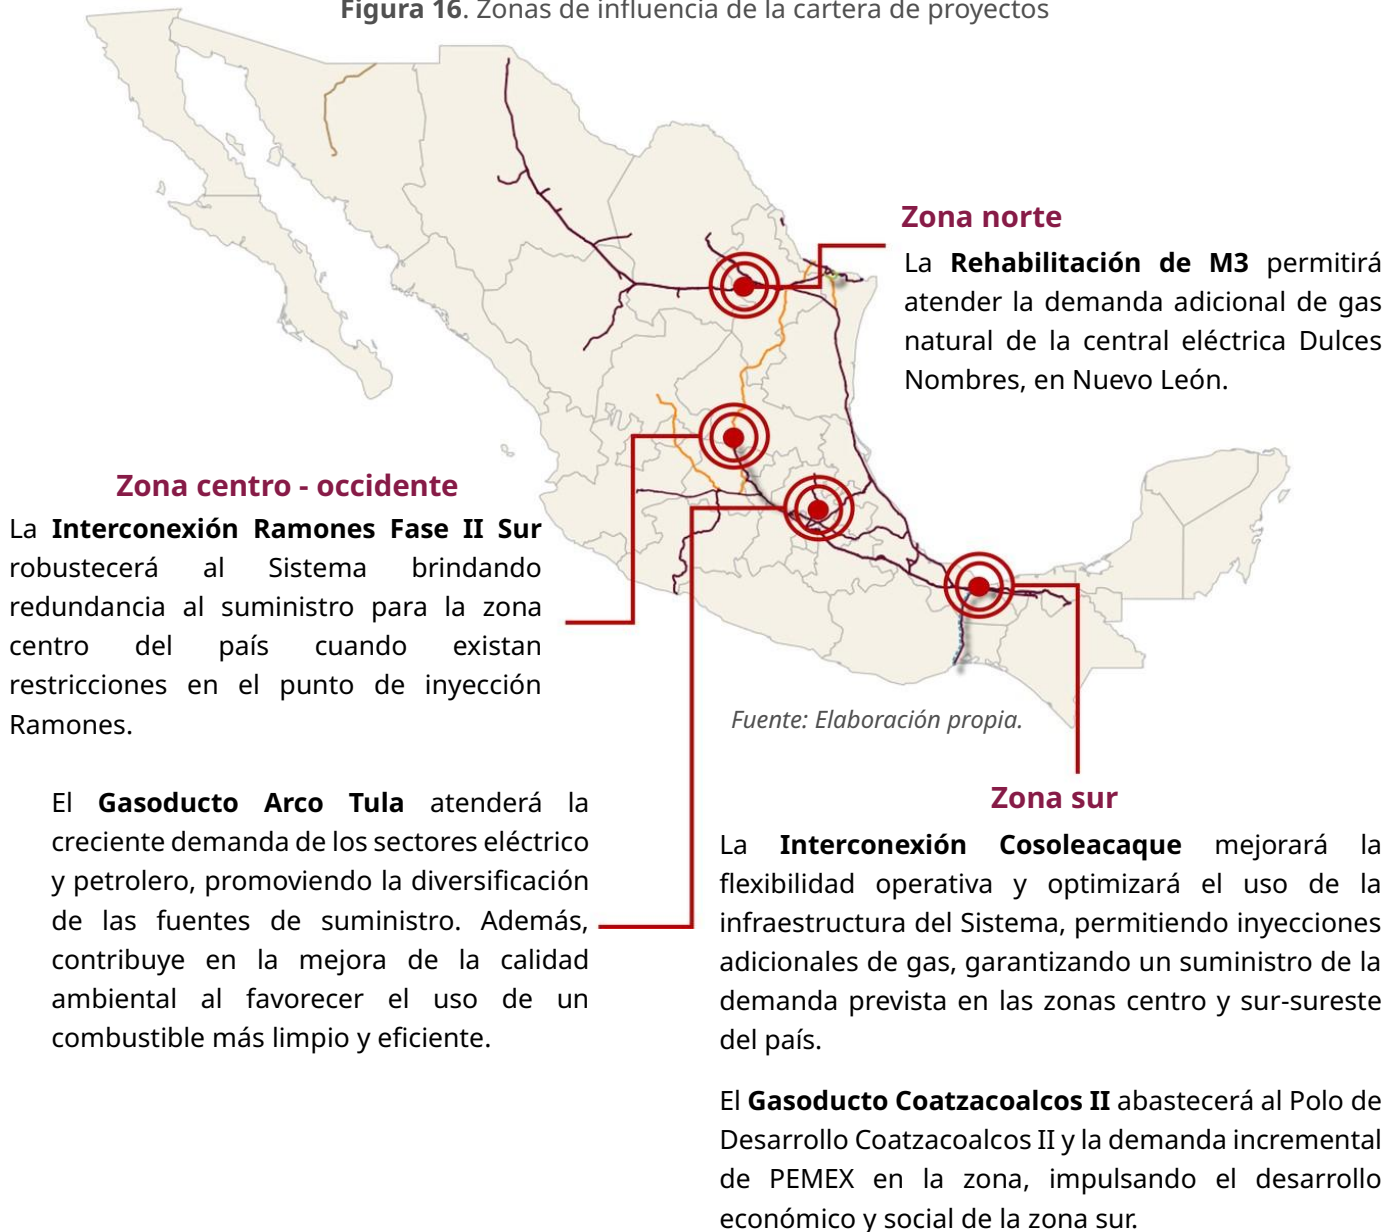 Figura 16. Zonas de influencia de la cartera de proyectos
Zona norte
La Rehabilitación de M3 permitirá
atender la demanda adicional de gas
natural de la central eléctrica Dulces
Nombres, en Nuevo León.
Zona centro - occidente
La Interconexión Ramones Fase II Sur
robustecerá al Sistema brindando
redundancia al suministro para la zona
centro del país cuando existan
restricciones en el punto de inyección
Ramones.
El Gasoducto Arco Tula atenderá la
creciente demanda de los sectores eléctrico
y petrolero, promoviendo la diversificación
de las fuentes de suministro. Además,
contribuye en la mejora de la calidad
ambiental al favorecer el uso de un
combustible más limpio y eficiente.
Fuente: Elaboración propia.
Zona sur
La Interconexión Cosoleacaque mejorará la
flexibilidad operativa y optimizará el uso de la
infraestructura del Sistema, permitiendo inyecciones
adicionales de gas, garantizando un suministro de la
demanda prevista en las zonas centro y sur-sureste
del país.
El Gasoducto Coatzacoalcos II abastecerá al Polo de
Desarrollo Coatzacoalcos II y la demanda incremental
de PEMEX en la zona, impulsando el desarrollo
económico y social de la zona sur.